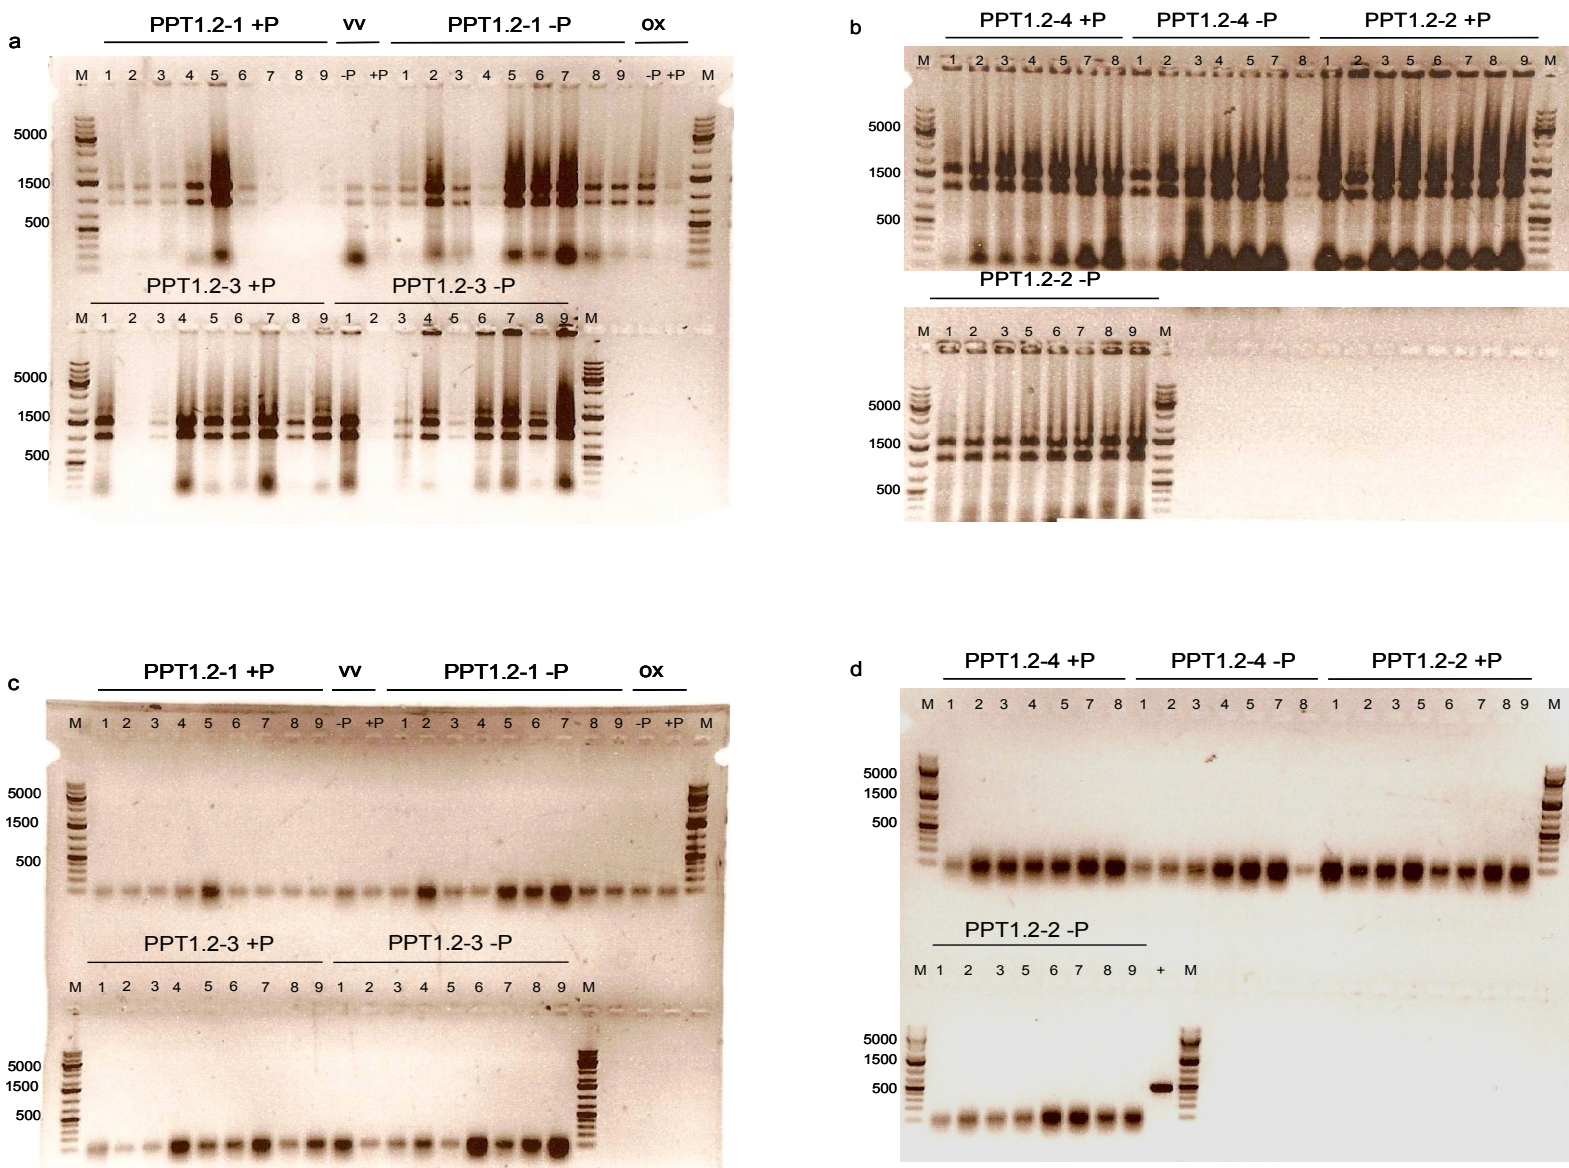 a
PPT1.2-1 +P vv PPT1.2-1 -P ox
M 1 2 3 4 5 6 7 8 9 -P +P 1 2 3 4 5 6 7 8 9 -P +P M
5000
1500
500
PPT1.2-3 +P PPT1.2-3 -P
M 1 2 3 4 5 6 7 8 9 1 2 3 4 5 6 7 8 9 M
5000
1500
500
b
PPT1.2-4 +P PPT1.2-4 -P PPT1.2-2 +P
M 1 2 3 4 5 7 8 1 2 3 4 5 7 8 1 2 3 5 6 7 8 9 M
5000
1500
500
PPT1.2-2 -P
M 1 2 3 5 6 7 8 9 M
5000
1500
500
c
PPT1.2-1 +P vv PPT1.2-1 -P ox
M 1 2 3 4 5 6 7 8 9 -P +P 1 2 3 4 5 6 7 8 9 -P +P M
5000
1500
500
PPT1.2-3 +P PPT1.2-3 -P
M 1 2 3 4 5 6 7 8 9 1 2 3 4 5 6 7 8 9 M
5000
1500
500
d
PPT1.2-4 +P PPT1.2-4 -P PPT1.2-2 +P
M 1 2 3 4 5 7 8 1 2 3 4 5 7 8 1 2 3 5 6 7 8 9 M
5000
1500
500
PPT1.2-2 -P
M 1 2 3 5 6 7 8 9 + M
5000
1500
500